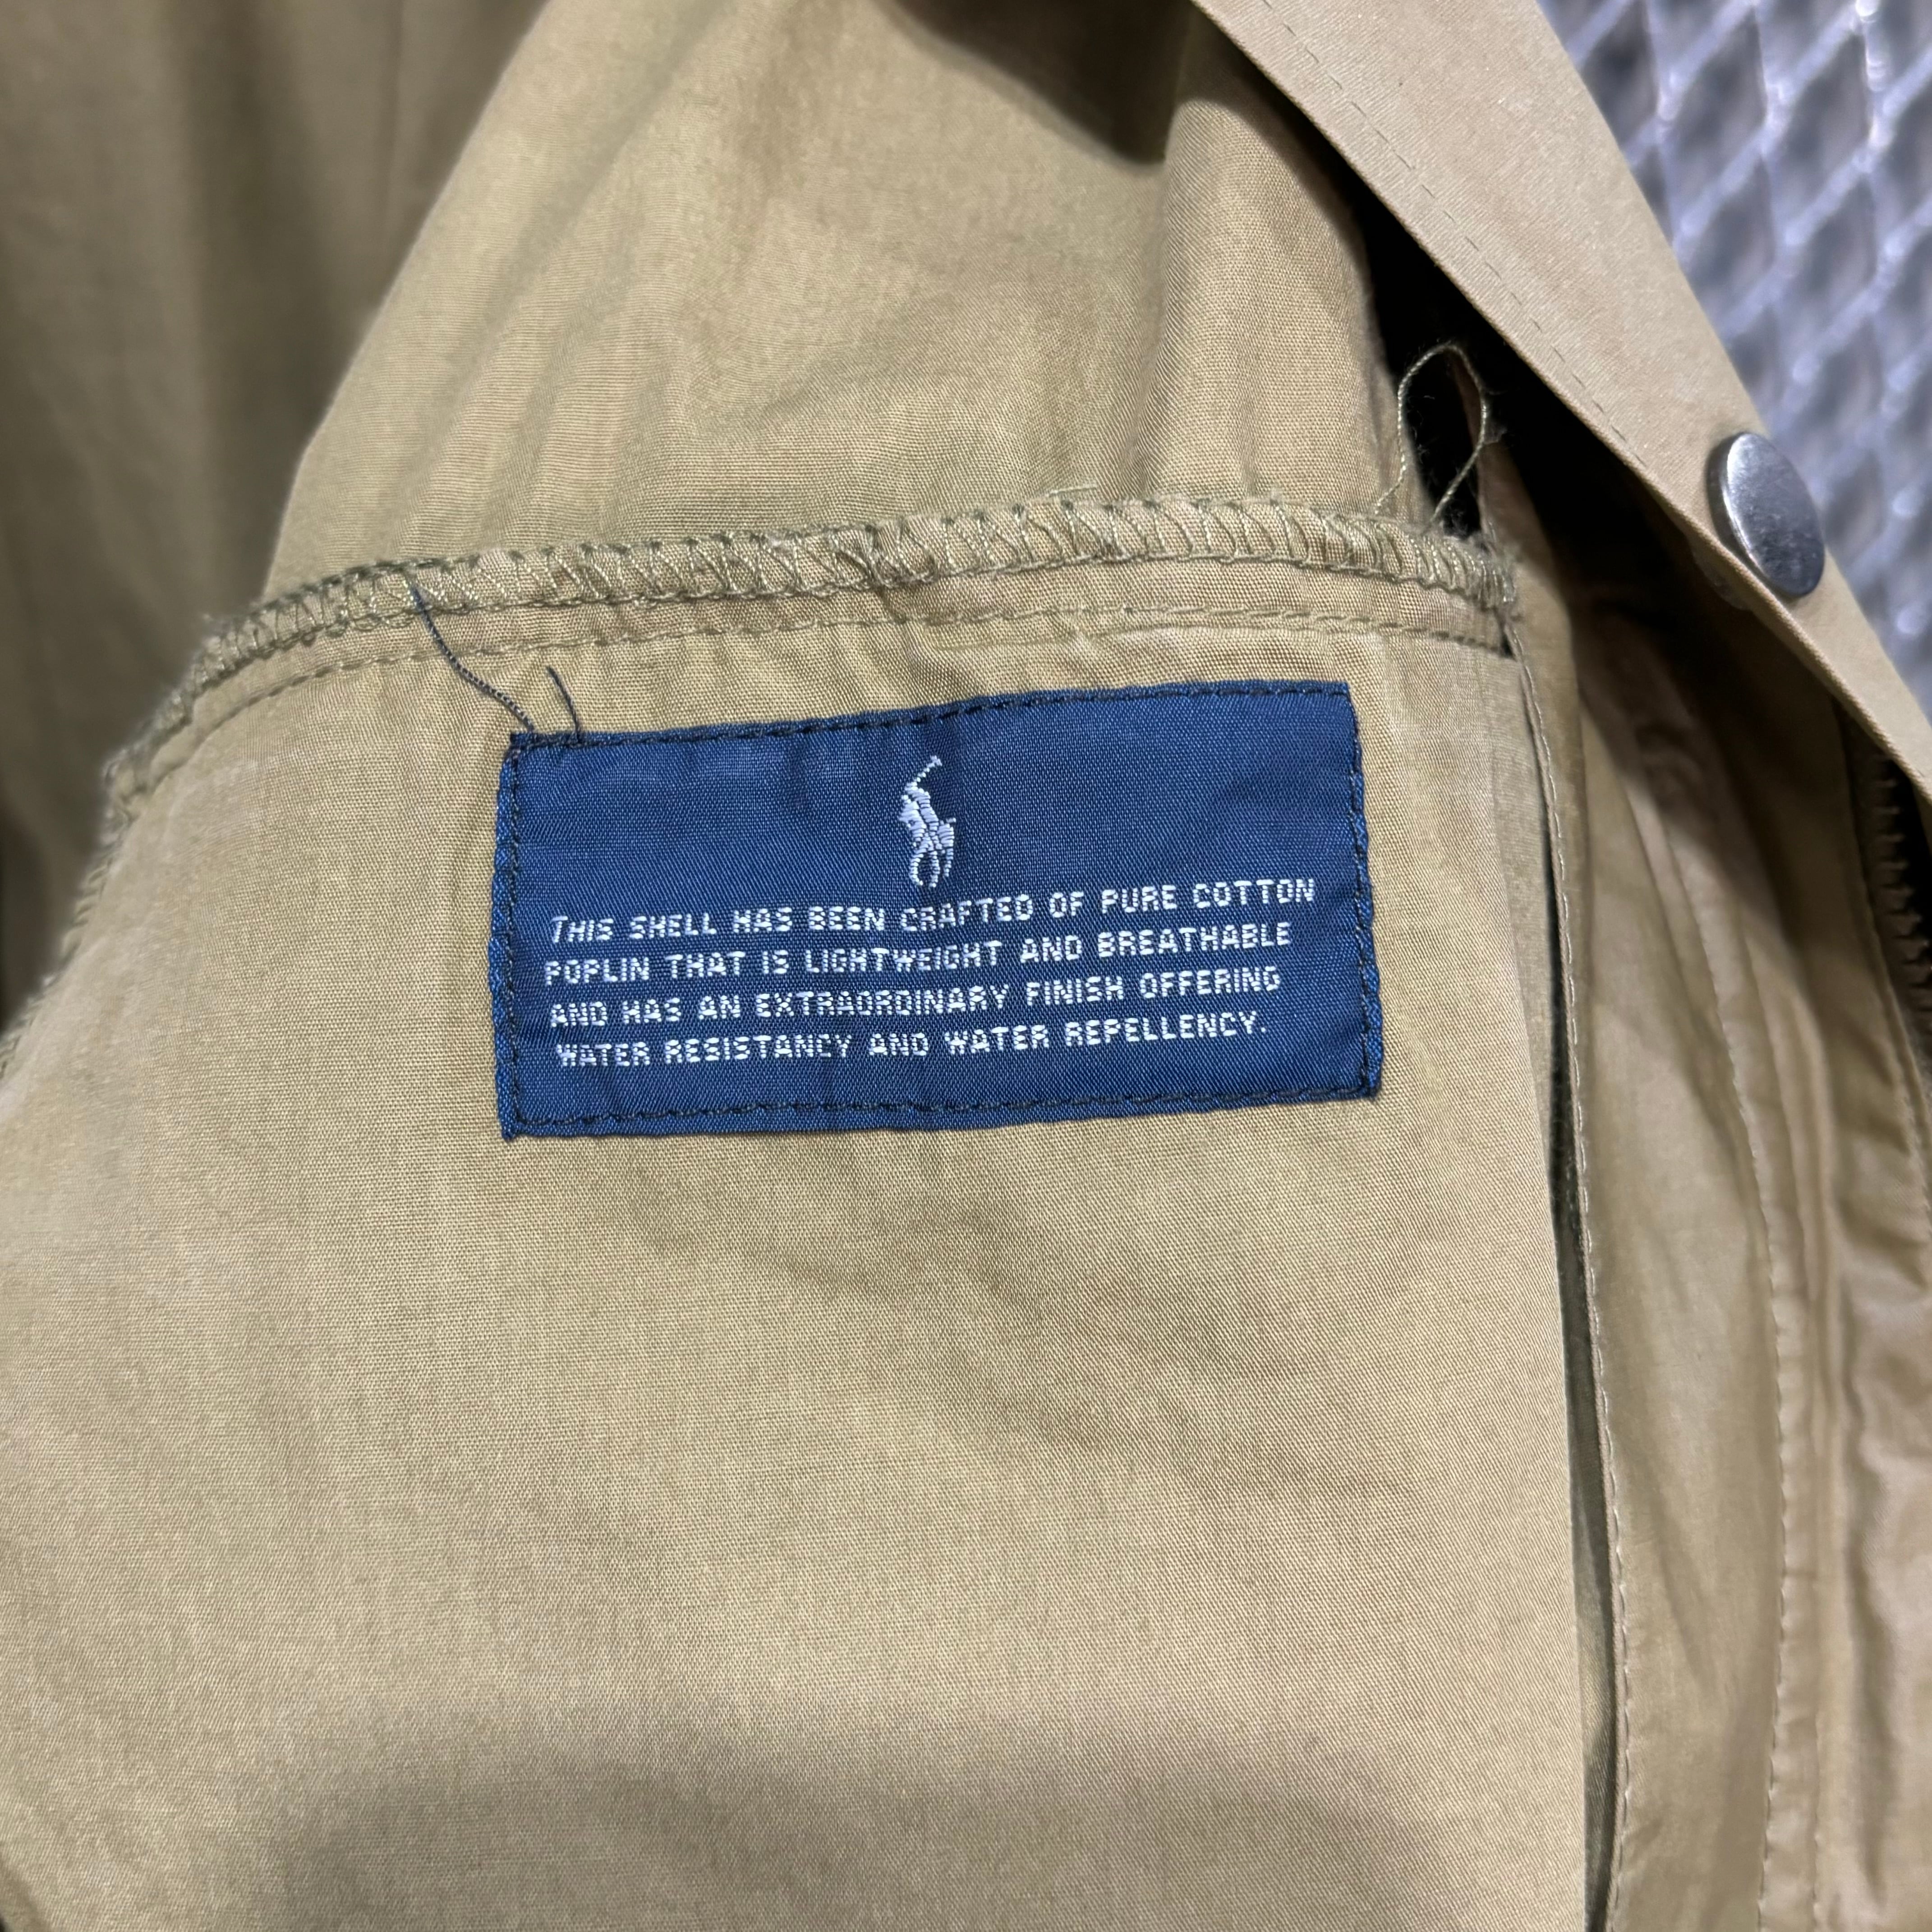 THIS SHELL HAS BEEN CRAFTED OF PURE COTTON
POPLIN THAT IS LIGHTWEIGHT AND BREATHABLE
AND HAS AN EXTRAORDINARY FINISH OFFERING
WATER RESISTANCY AND WATER REPELLENCY.